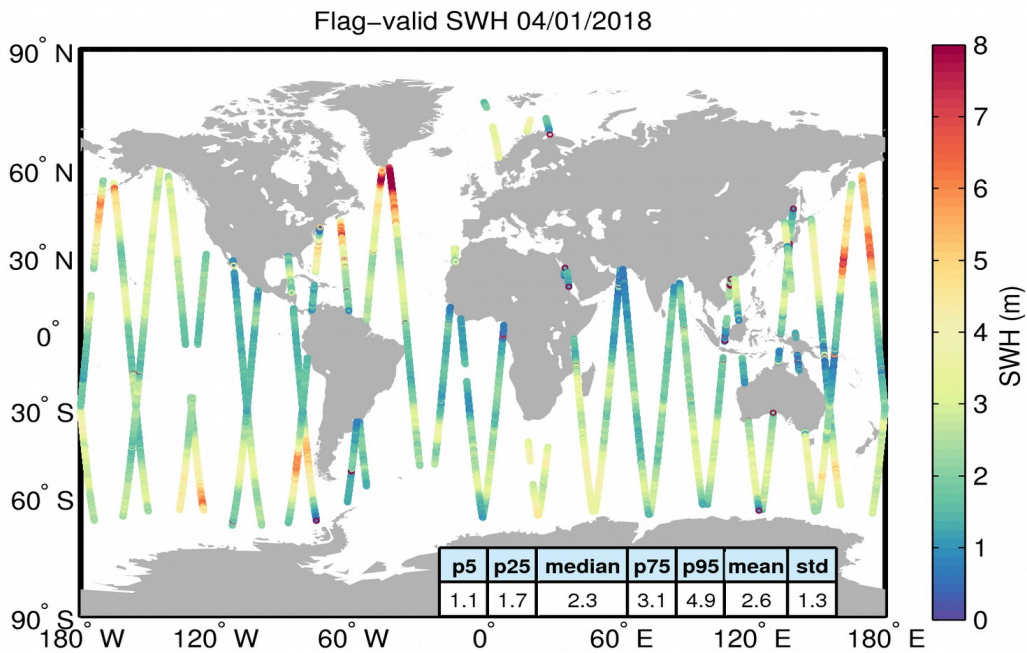 Flag−valid SWH 04/01/2018
90° N
60° N
30° N
0°
30° S
60° S
90° S
180° W
120° W
60° W
0°
60° E
120° E
180° E
p5 p25 median p75 p95 mean std
1.1 1.7 2.3 3.1 4.9 2.6 1.3
8
7
6
5
4
3
2
1
0
SWH (m)